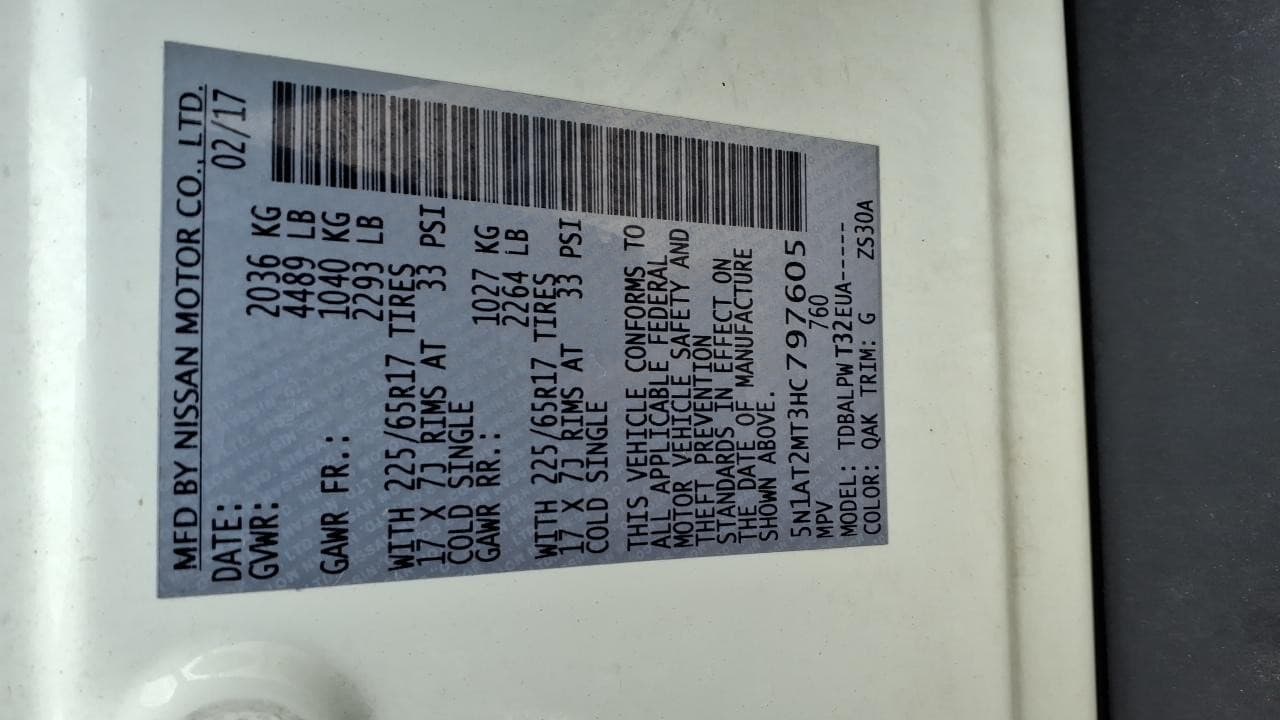 MFD BY NISSAN MOTOR CO., LTD.
DATE: 02/17
GVWR: 2036 KG
4489 LB
GAWR FR.: 1040 KG
2293 LB
WITH 225/65R17 TIRES
17 X 7J RIMS AT 33 PSI
COLD SINGLE
GAWR RR.: 1027 KG
2264 LB
WITH 225/65R17 TIRES
17 X 7J RIMS AT 33 PSI
COLD SINGLE
THIS VEHICLE CONFORMS TO
ALL APPLICABLE FEDERAL
MOTOR VEHICLE SAFETY AND
THEFT PREVENTION
STANDARDS IN EFFECT ON
THE DATE OF MANUFACTURE
SHOWN ABOVE.
5N1AT2MT3HC797605
MPV 760
MODEL: TDBALPWT32EUA-----
COLOR: QAK TRIM: G ZS30A